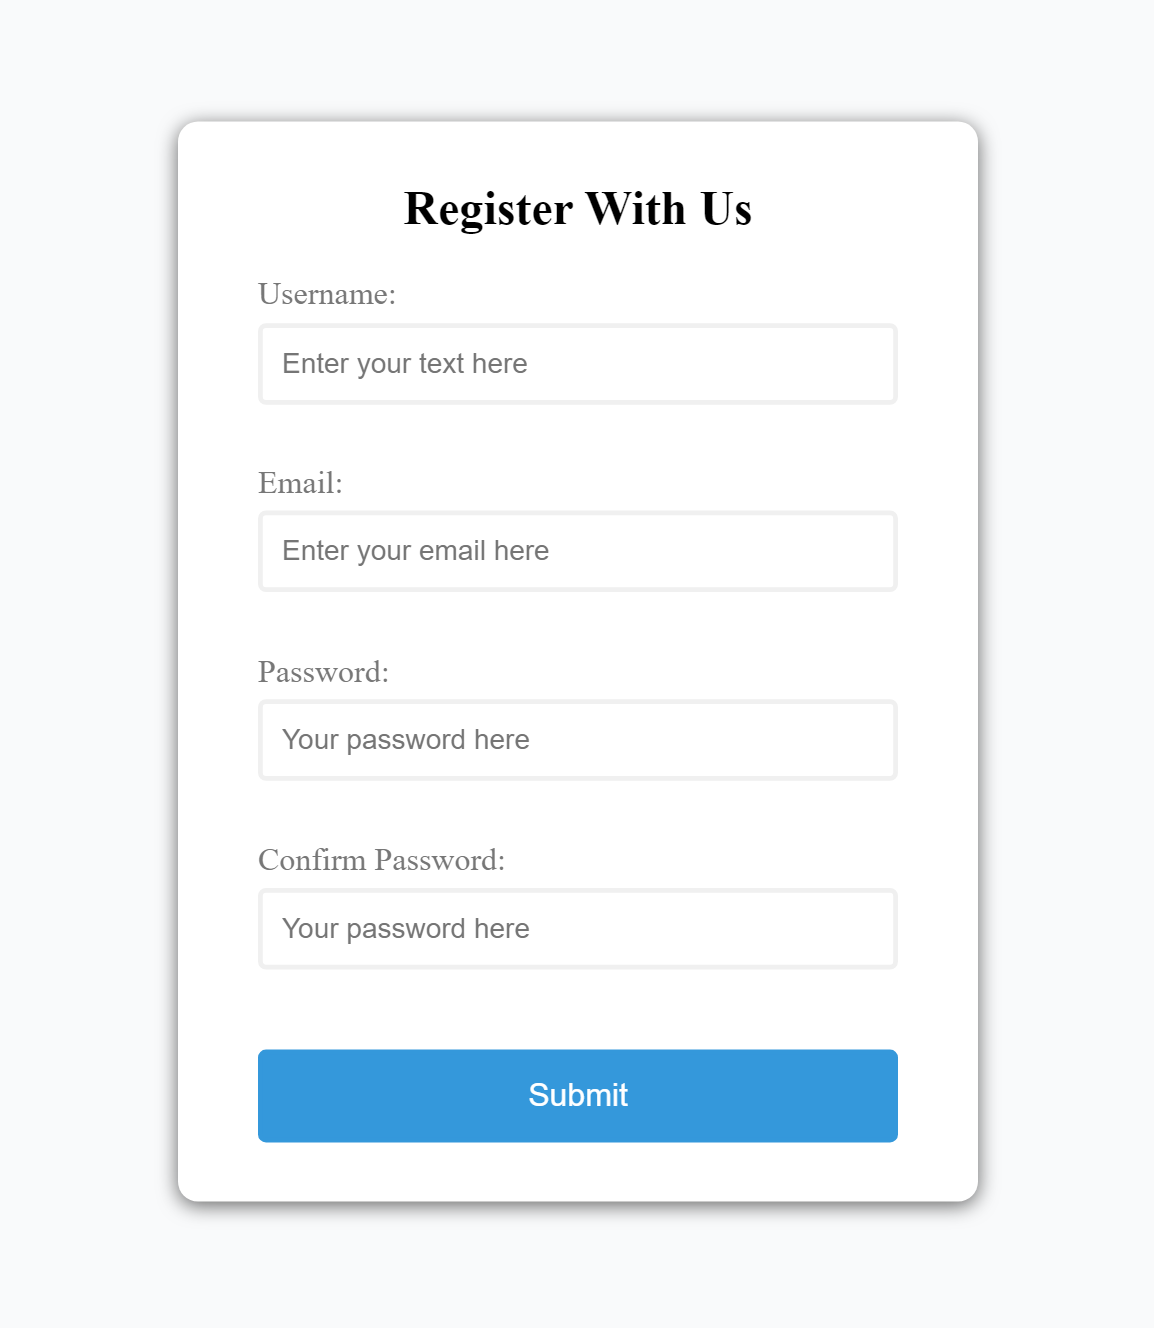 Register With Us
Username:
Enter your text here
Email:
Enter your email here
Password:
Your password here
Confirm Password:
Your password here
Submit